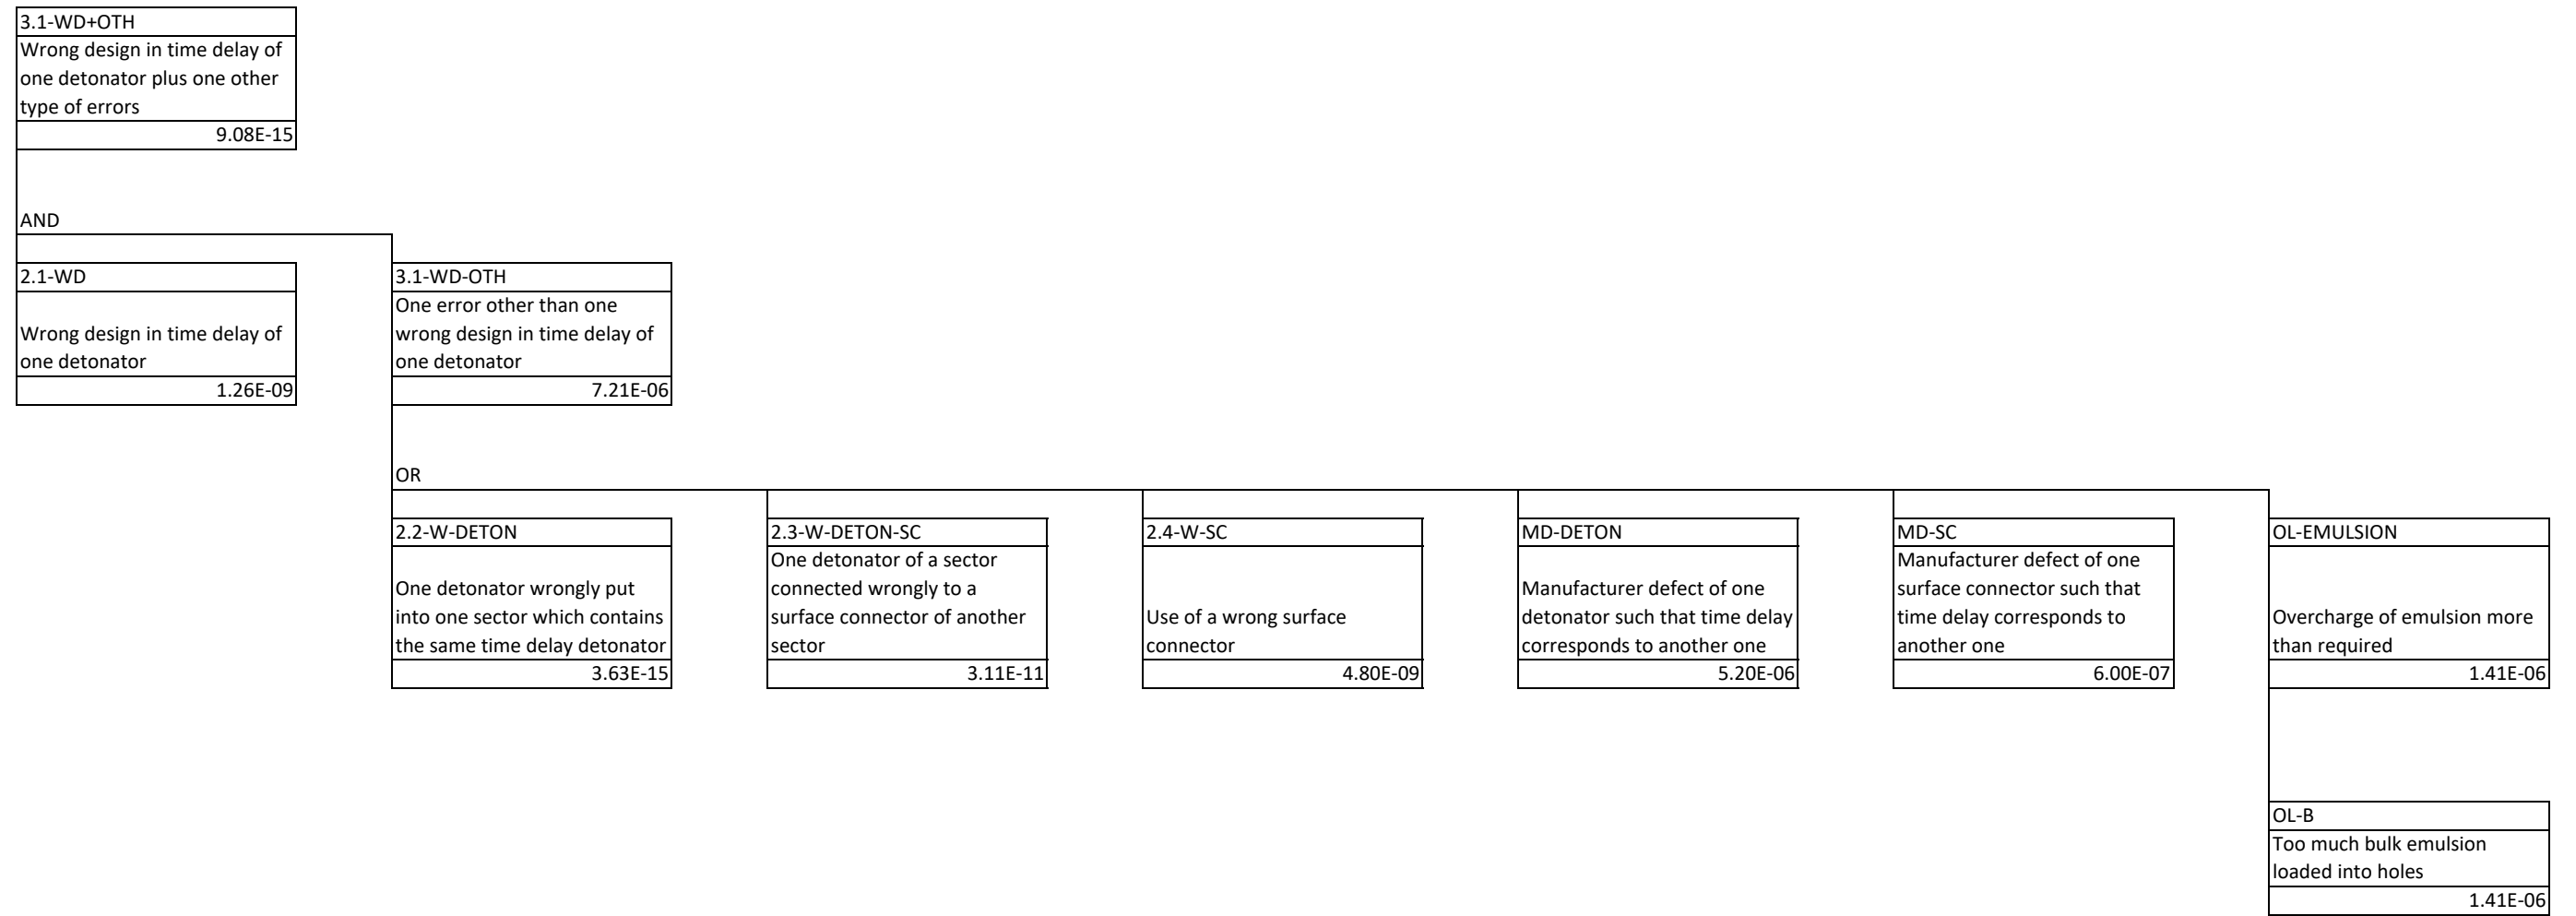 3.1-WD+OTH
Wrong design in time delay of
one detonator plus one other
type of errors
9.08E-15
AND
2.1-WD
Wrong design in time delay of
one detonator
1.26E-09
3.1-WD-OTH
One error other than one
wrong design in time delay of
one detonator
7.21E-06
OR
2.2-W-DETON
One detonator wrongly put
into one sector which contains
the same time delay detonator
3.63E-15
2.3-W-DETON-SC
One detonator of a sector
connected wrongly to a
surface connector of another
sector
3.11E-11
2.4-W-SC
Use of a wrong surface
connector
4.80E-09
MD-DETON
Manufacturer defect of one
detonator such that time delay
corresponds to another one
5.20E-06
MD-SC
Manufacturer defect of one
surface connector such that
time delay corresponds to
another one
6.00E-07
OL-EMULSION
Overcharge of emulsion more
than required
1.41E-06
OL-B
Too much bulk emulsion
loaded into holes
1.41E-06